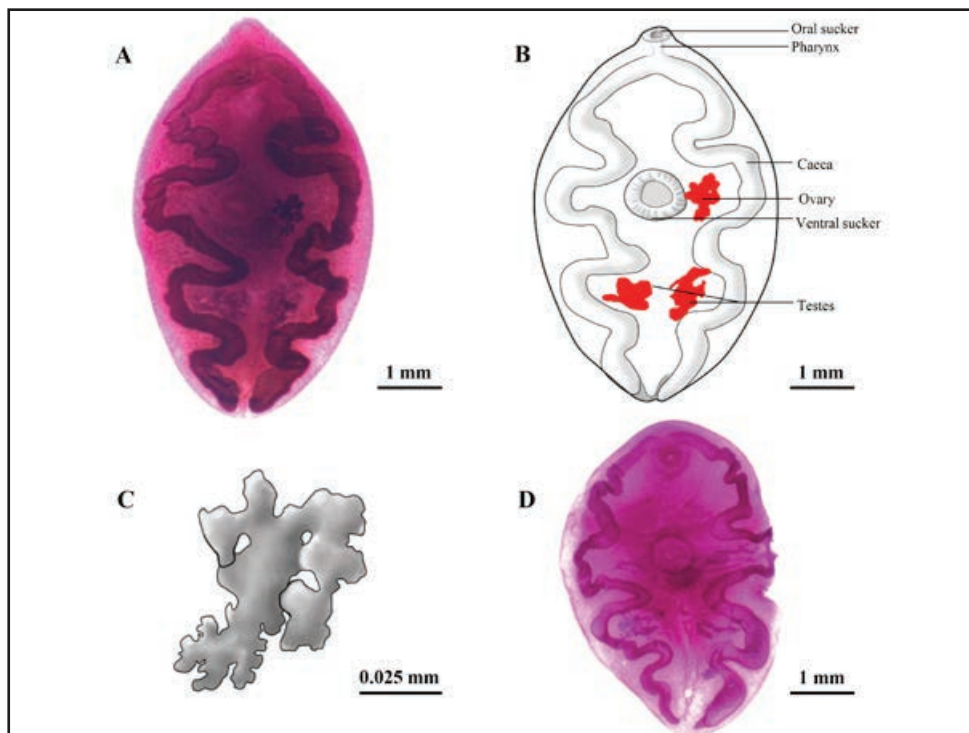 A
B
Oral sucker
Pharynx
Caeca
Ovary
Ventral sucker
Testes
1 mm
1 mm
C
D
0.025 mm
1 mm